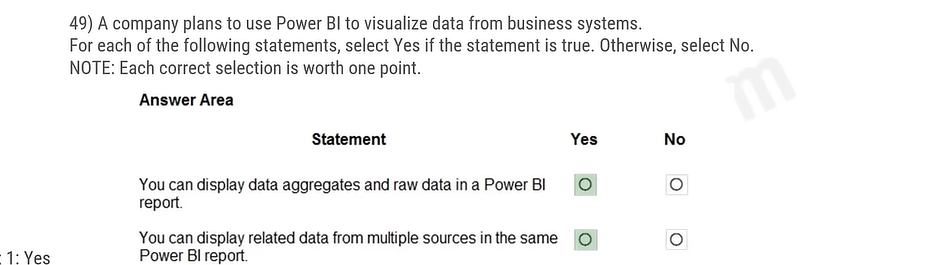 49) A company plans to use Power BI to visualize data from business systems.
For each of the following statements, select Yes if the statement is true. Otherwise, select No.
NOTE: Each correct selection is worth one point.
m
Answer Area
Statement Yes No
You can display data aggregates and raw data in a Power BI
report.
You can display related data from multiple sources in the same
Power BI report.
: 1: Yes